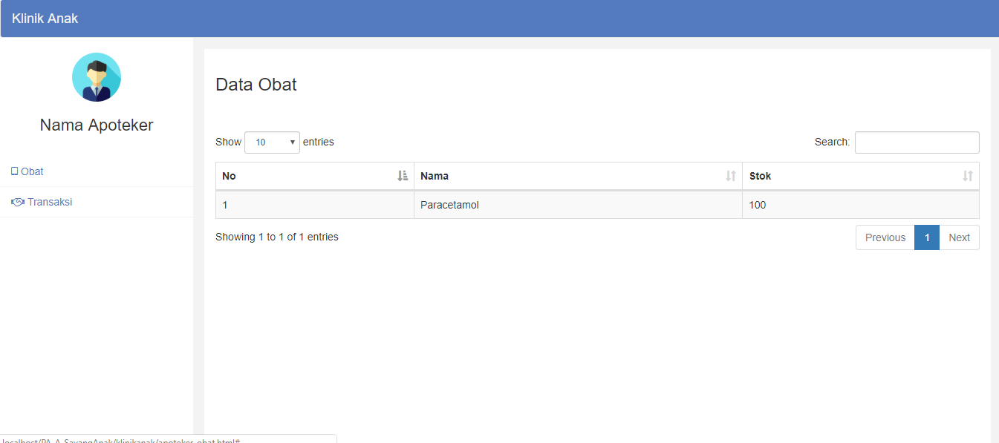 Klinik Anak
Nama Apoteker
Obat
Transaksi
Data Obat
Show 10 entries
Search:
No Nama Stok
1 Paracetamol 100
Showing 1 to 1 of 1 entries
Previous 1 Next
localhost/PA-A-SayangAnak/klinikanak/apoteker-obat.html#